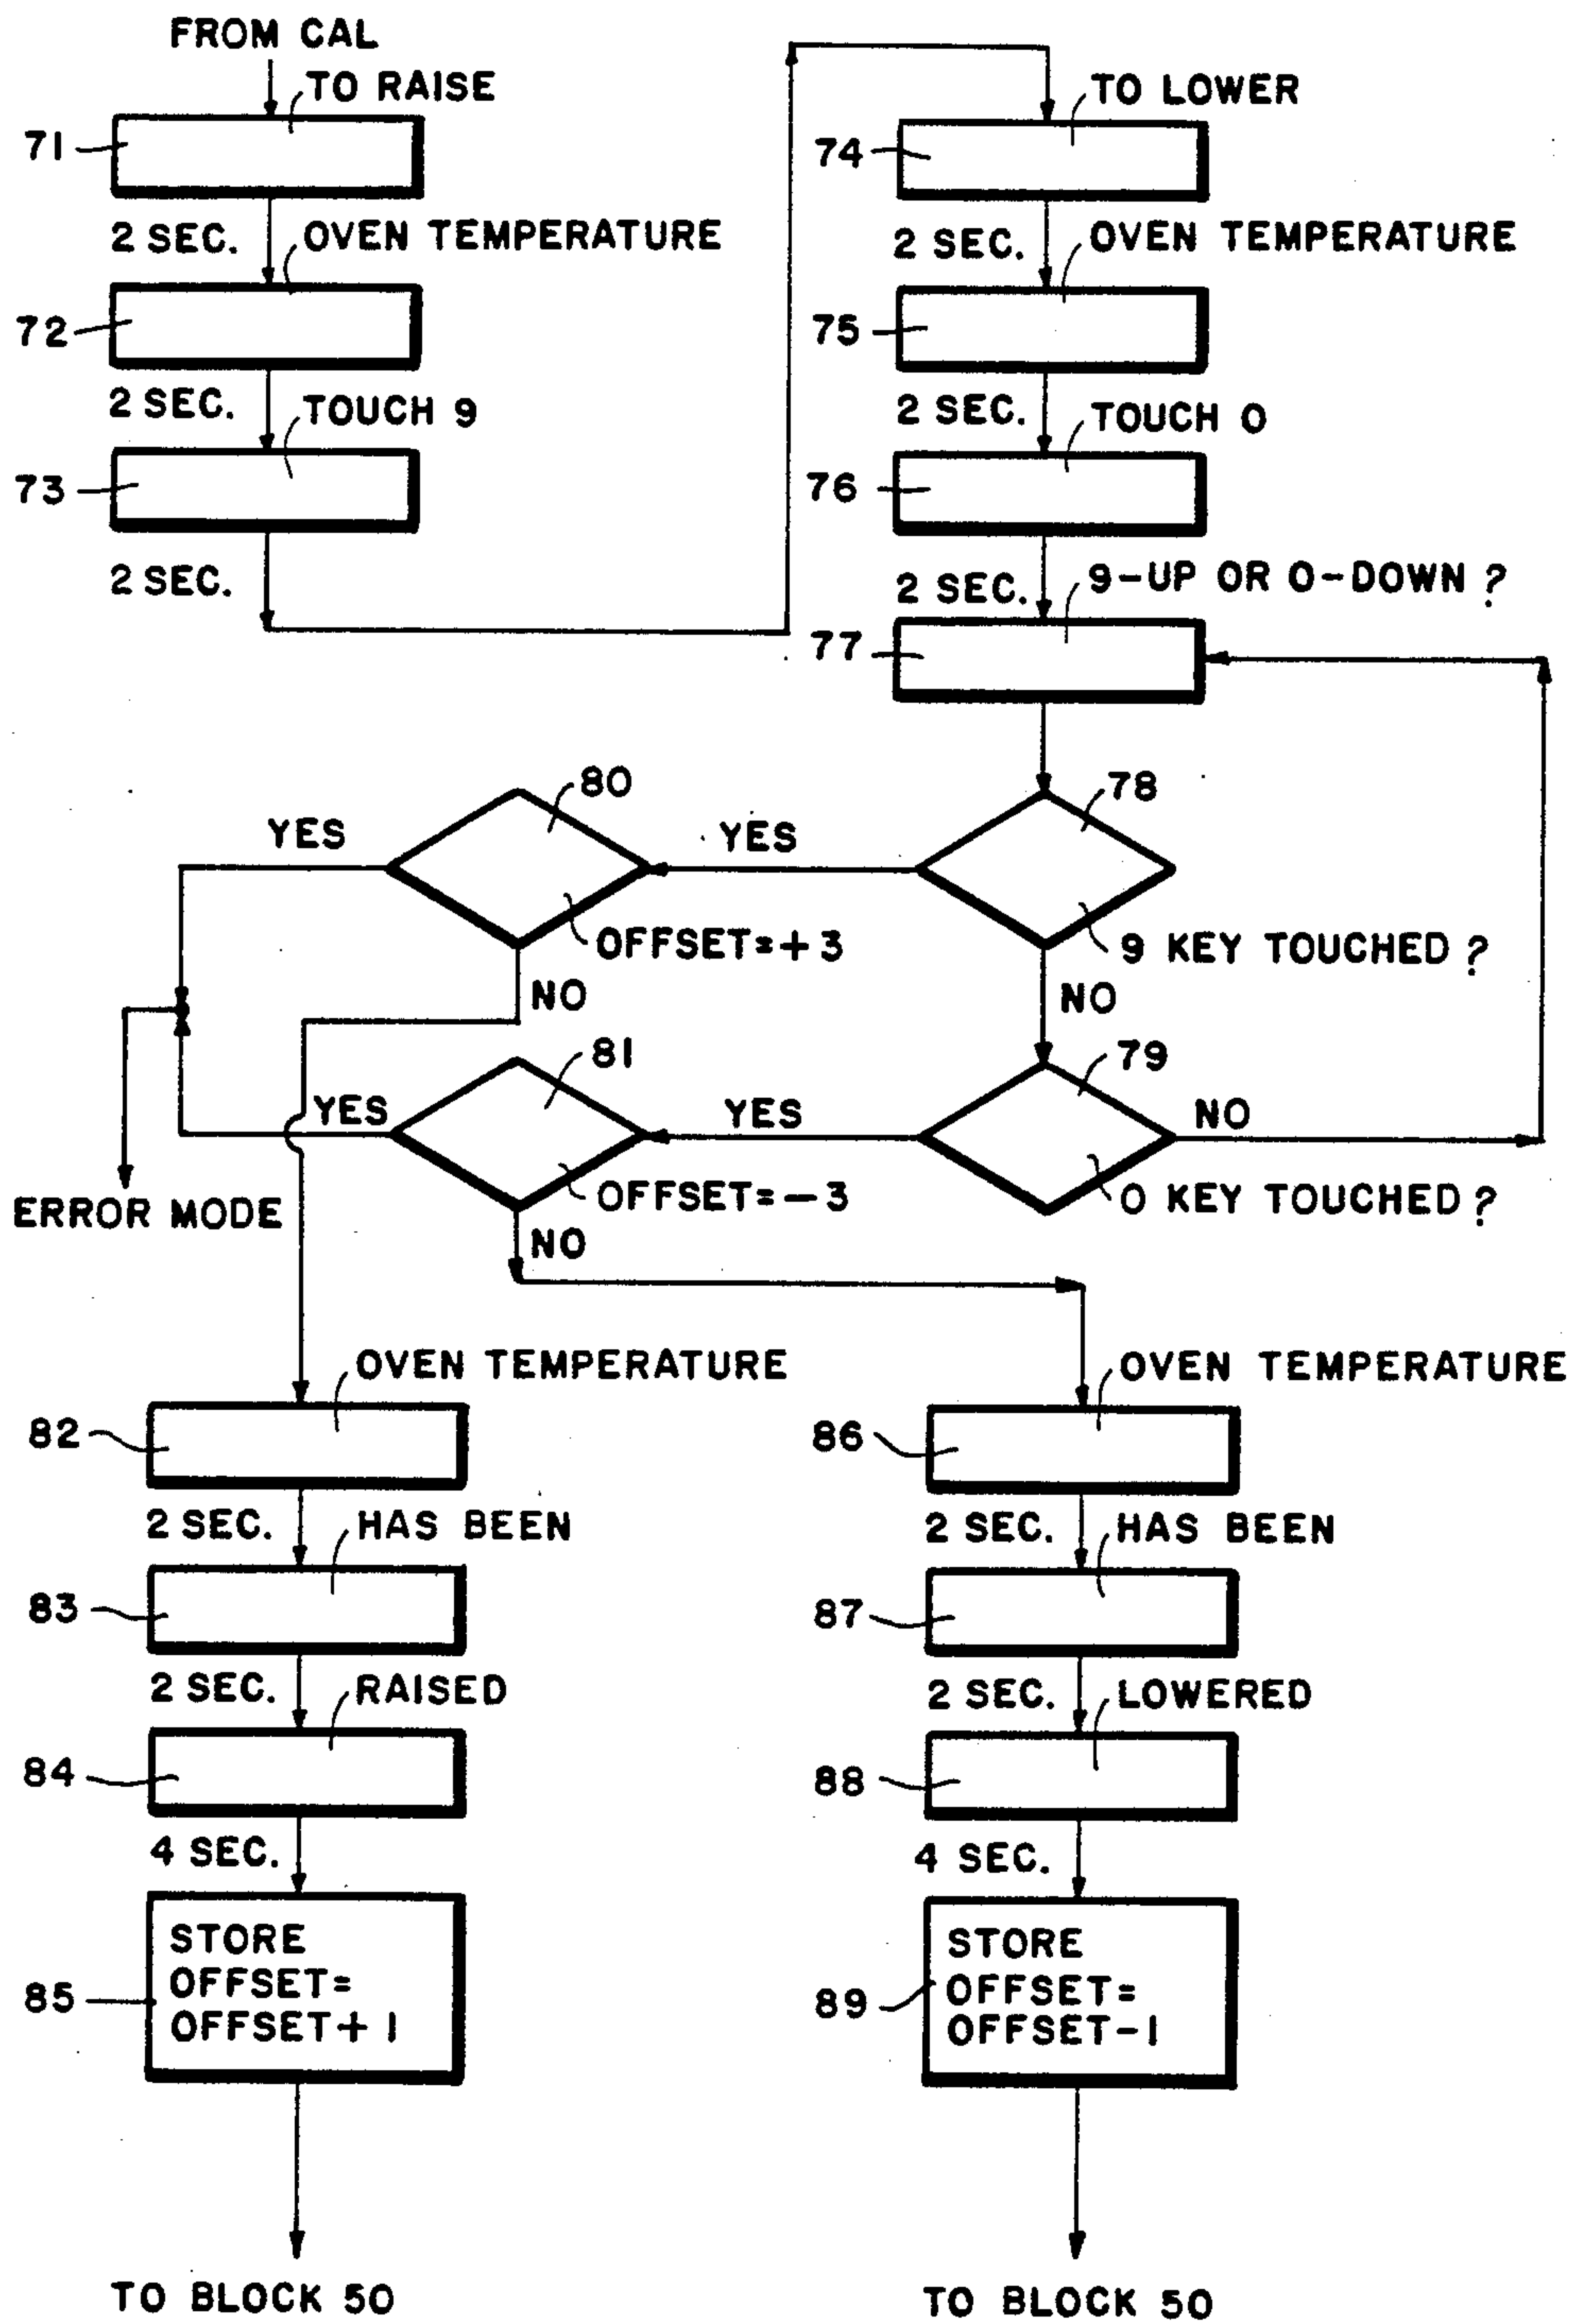 FROM CAL
TO RAISE
71
2 SEC.
OVEN TEMPERATURE
72
2 SEC.
TOUCH 9
73
2 SEC.
TO LOWER
74
2 SEC.
OVEN TEMPERATURE
75
2 SEC.
TOUCH 0
76
2 SEC.
9-UP OR 0-DOWN ?
77
78
YES
9 KEY TOUCHED ?
NO
80
YES
OFFSET=+3
NO
79
YES
NO
0 KEY TOUCHED ?
81
YES
OFFSET=-3
NO
ERROR MODE
OVEN TEMPERATURE
82
2 SEC.
HAS BEEN
83
2 SEC.
RAISED
84
4 SEC.
85
STORE
OFFSET=
OFFSET+1
TO BLOCK 50
OVEN TEMPERATURE
86
2 SEC.
HAS BEEN
87
2 SEC.
LOWERED
88
4 SEC.
89
STORE
OFFSET=
OFFSET-1
TO BLOCK 50